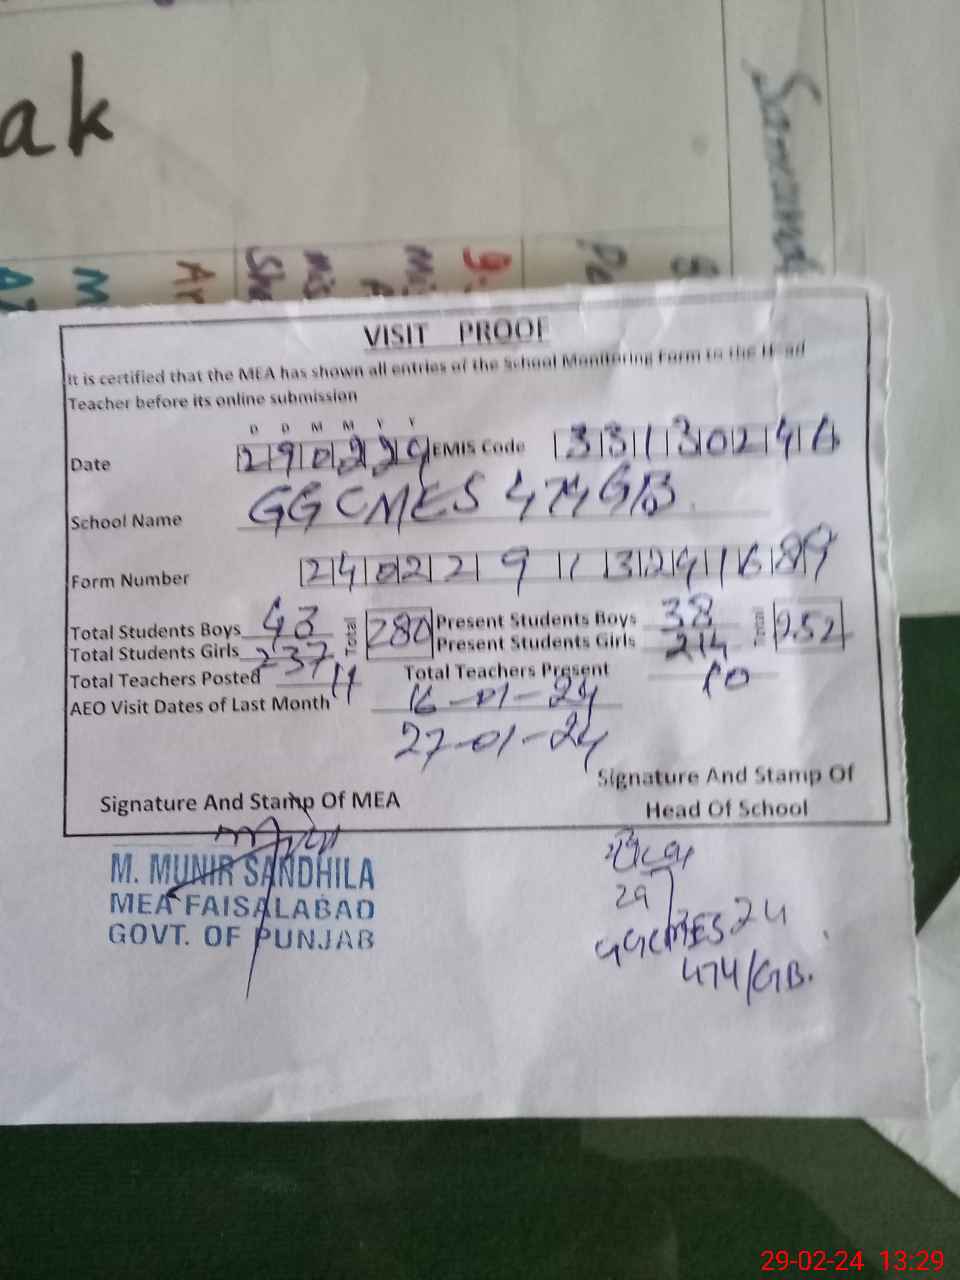 ak
M
Ar
VISIT PROOF
It is certified that the MEA has shown all entries of the School Monitoring Form to the Head
Teacher before its online submission
D D M M Y Y
Date 290224 EMIS Code 33130246
School Name GGCMES 474GB
Form Number 2402291132941689
Total Students Boys 43 Total 280 Present Students Boys 38 Total 252
Total Students Girls 237 Present Students Girls 214
Total Teachers Posted 11 Total Teachers Present 10
AEO Visit Dates of Last Month 16-01-24
27-01-24
Signature And Stamp Of MEA
Signature And Stamp Of
Head Of School
M. MUNIR SANDHILA
MEA FAISALABAD
GOVT. OF PUNJAB
29
GGCMES 24
474/GB.
29-02-24 13:29